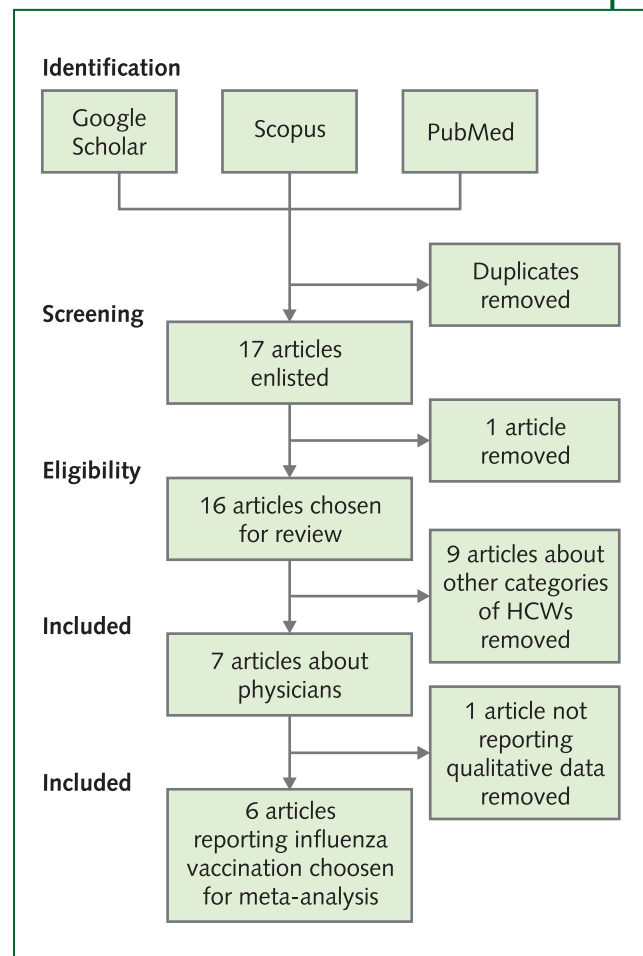 Identification
Google
Scholar
Scopus
PubMed
Duplicates
removed
Screening
17 articles
enlisted
1 article
removed
Eligibility
16 articles chosen
for review
9 articles about
other categories
of HCWs
removed
Included
7 articles about
physicians
1 article not
reporting
qualitative data
removed
Included
6 articles
reporting influenza
vaccination choosen
for meta-analysis